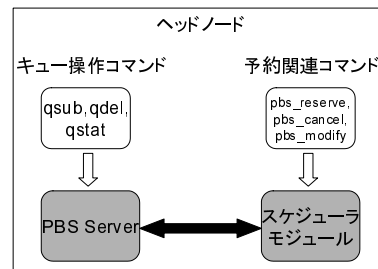 ヘッドノード
キュー操作コマンド
予約関連コマンド
qsub,qdel,
qstat
pbs_reserve,
pbs_cancel,
pbs_modify
PBS Server
スケジューラ
モジュール